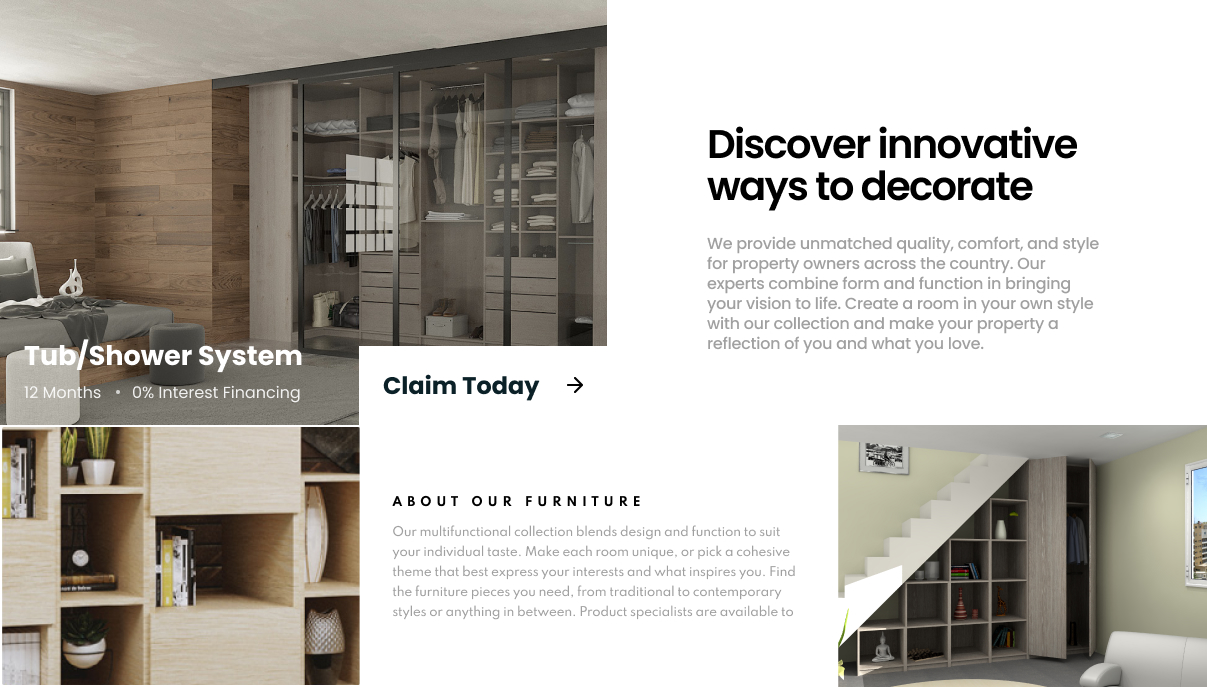 Discover innovative
ways to decorate
We provide unmatched quality, comfort, and style
for property owners across the country. Our
experts combine form and function in bringing
your vision to life. Create a room in your own style
with our collection and make your property a
reflection of you and what you love.
Tub/Shower System
12 Months • 0% Interest Financing
Claim Today →
ABOUT OUR FURNITURE
Our multifunctional collection blends design and function to suit
your individual taste. Make each room unique, or pick a cohesive
theme that best express your interests and what inspires you. Find
the furniture pieces you need, from traditional to contemporary
styles or anything in between. Product specialists are available to